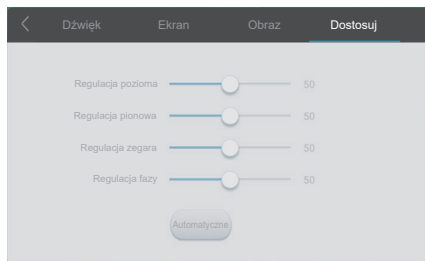 Dźwięk Ekran Obraz Dostosuj
Regulacja pozioma 50
Regulacja pionowa 50
Regulacja zegara 50
Regulacja fazy 50
Automatyczne